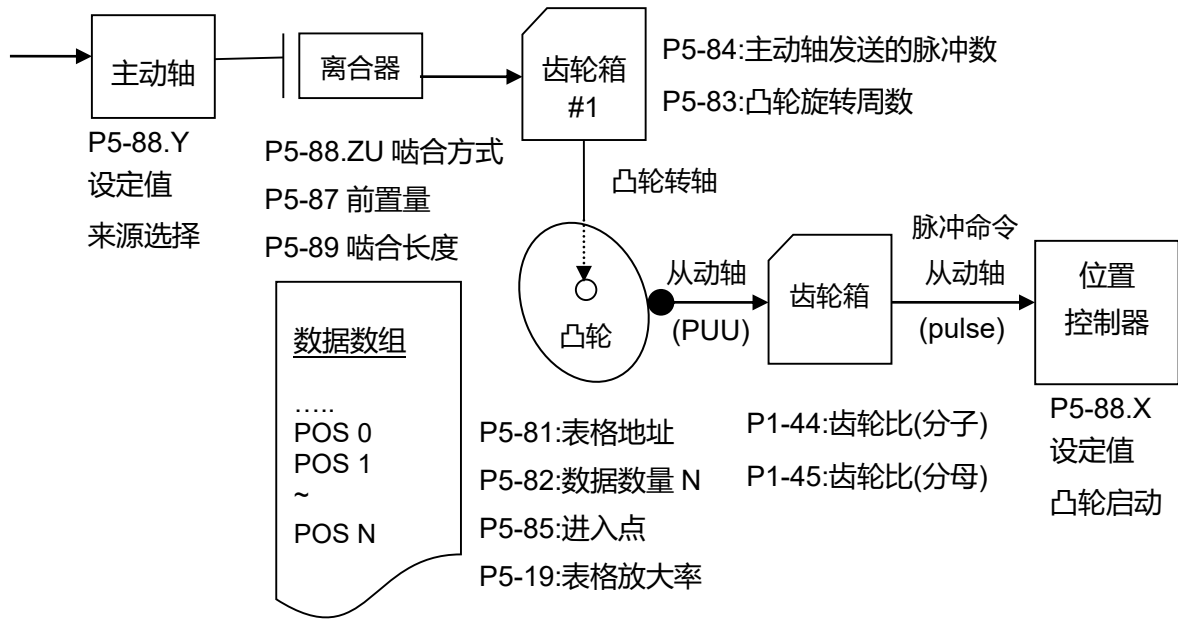 主动轴
P5-88.Y
设定值
来源选择
离合器
P5-88.ZU 啮合方式
P5-87 前置量
P5-89 啮合长度
齿轮箱
#1
P5-84:主动轴发送的脉冲数
P5-83:凸轮旋转周数
凸轮转轴
凸轮
从动轴
(PUU)
齿轮箱
脉冲命令
从动轴
(pulse)
位置
控制器
P5-88.X
设定值
凸轮启动
数据数组
…..
POS 0
POS 1
~
POS N
P5-81:表格地址
P5-82:数据数量 N
P5-85:进入点
P5-19:表格放大率
P1-44:齿轮比(分子)
P1-45:齿轮比(分母)